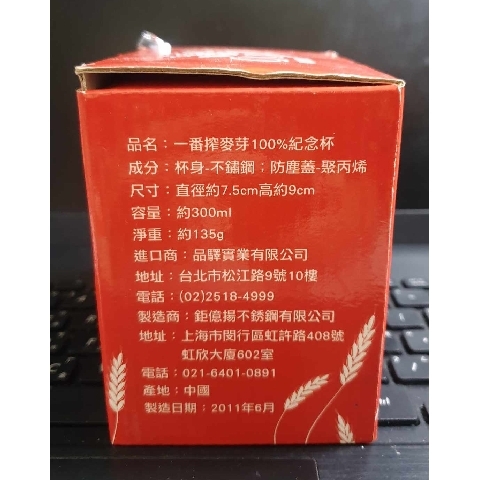 品名：一番搾麥芽100%紀念杯
成分：杯身-不鏽鋼；防塵蓋-聚丙烯
尺寸：直徑約7.5cm高約9cm
容量：約300ml
淨重：約135g
進口商：品驛實業有限公司
地址：台北市松江路9號10樓
電話：(02)2518-4999
製造商：鉅億揚不銹鋼有限公司
地址：上海市閔行區虹許路408號
虹欣大廈602室
電話：021-6401-0891
產地：中國
製造日期：2011年6月